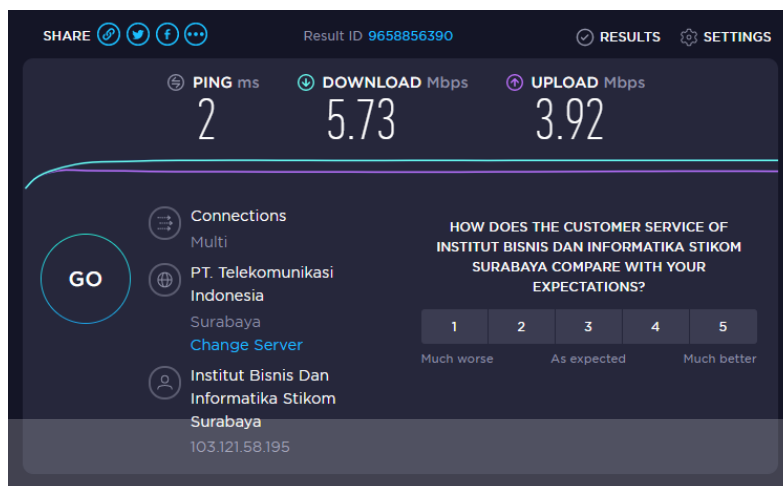 SHARE
Result ID 9658856390
RESULTS
SETTINGS
PING ms
DOWNLOAD Mbps
UPLOAD Mbps
2
5.73
3.92
GO
Connections
Multi
PT. Telekomunikasi
Indonesia
Surabaya
Change Server
Institut Bisnis Dan
Informatika Stikom
Surabaya
103.121.58.195
HOW DOES THE CUSTOMER SERVICE OF
INSTITUT BISNIS DAN INFORMATIKA STIKOM
SURABAYA COMPARE WITH YOUR
EXPECTATIONS?
1 2 3 4 5
Much worse As expected Much better